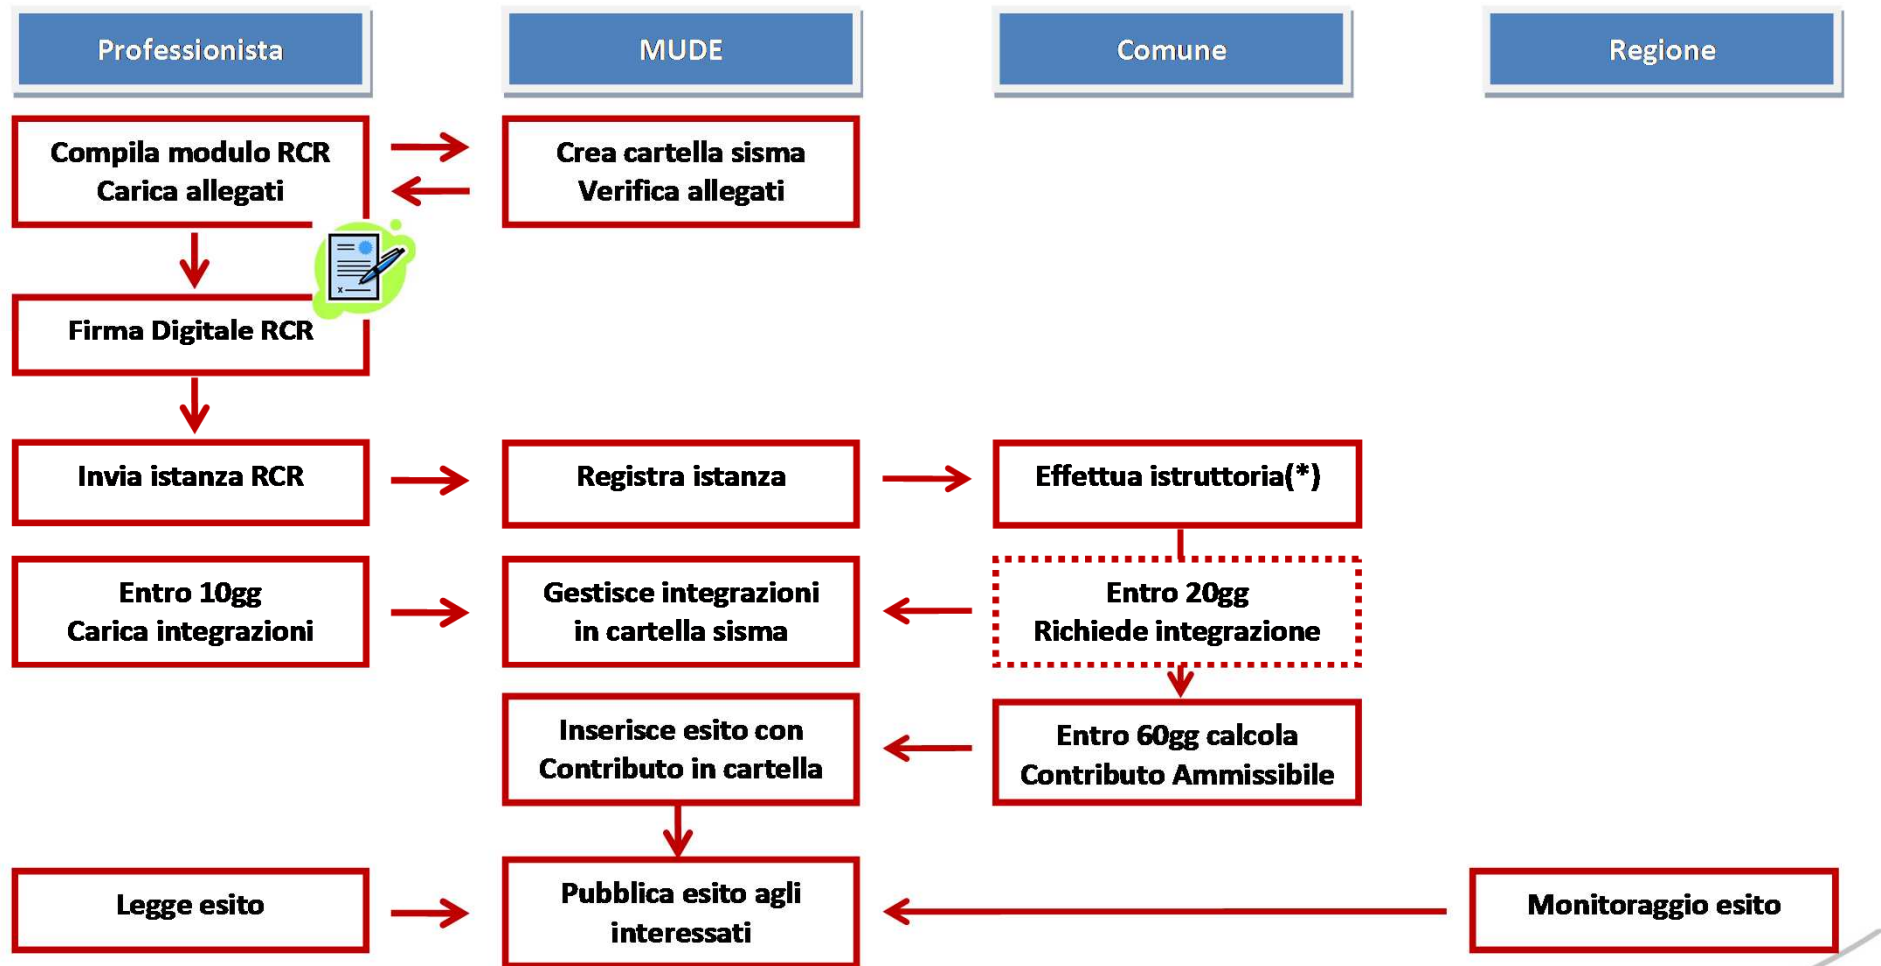 Professionista
MUDE
Comune
Regione
Compila modulo RCR
Carica allegati
Crea cartella sisma
Verifica allegati
Firma Digitale RCR
Invia istanza RCR
Registra istanza
Effettua istruttoria(*)
Entro 10gg
Carica integrazioni
Gestisce integrazioni
in cartella sisma
Entro 20gg
Richiede integrazione
Inserisce esito con
Contributo in cartella
Entro 60gg calcola
Contributo Ammissibile
Legge esito
Pubblica esito agli
interessati
Monitoraggio esito